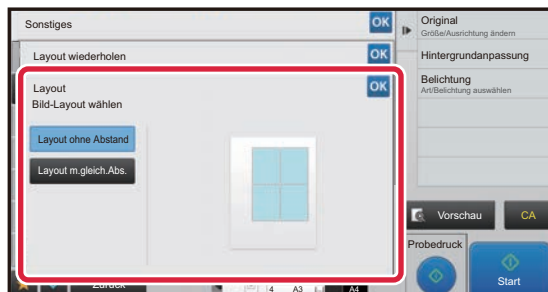 Sonstiges
OK
Layout wiederholen
OK
Layout
OK
Bild-Layout wählen
Layout ohne Abstand
Layout m.gleich.Abs.
Zurück
4
A3
A4
Original
Größe/Ausrichtung ändern
Hintergrundanpassung
Belichtung
Art/Belichtung auswählen
Vorschau
CA
Probedruck
Start